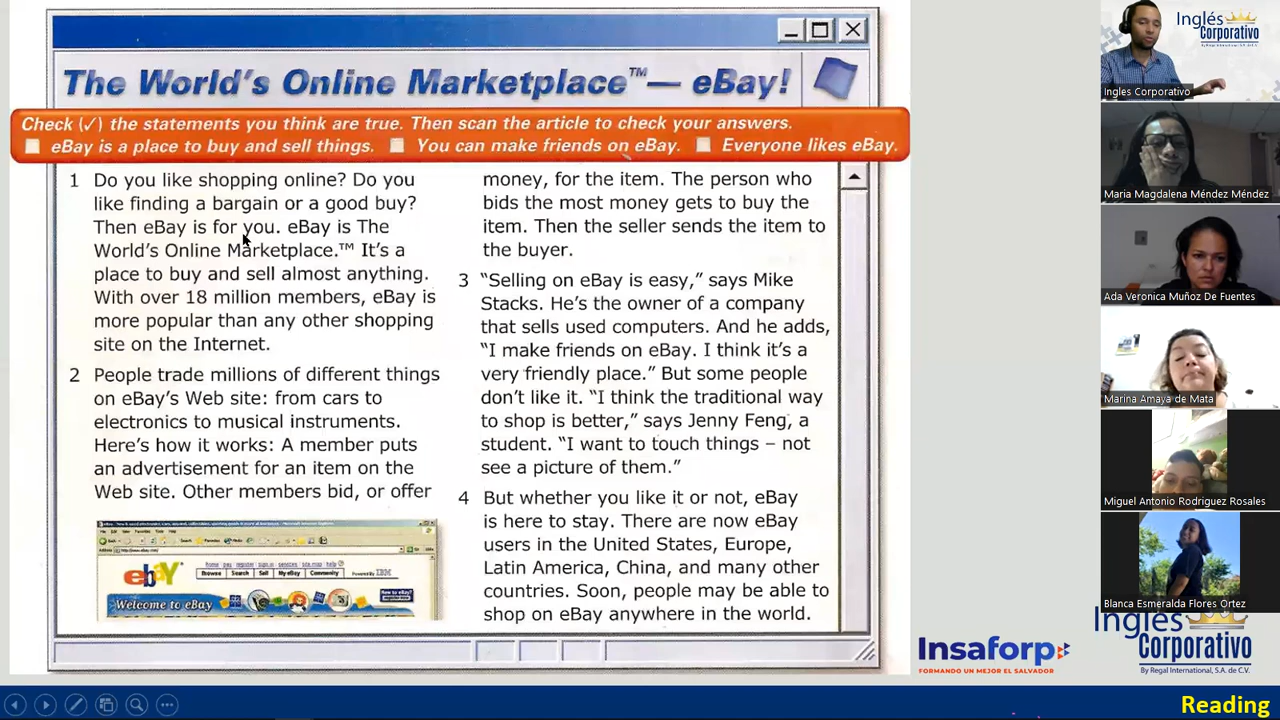 The World's Online Marketplace™— eBay!
Check (✓) the statements you think are true. Then scan the article to check your answers.
eBay is a place to buy and sell things. You can make friends on eBay. Everyone likes eBay.
1 Do you like shopping online? Do you
like finding a bargain or a good buy?
Then eBay is for you. eBay is The
World's Online Marketplace.™ It's a
place to buy and sell almost anything.
With over 18 million members, eBay is
more popular than any other shopping
site on the Internet.
2 People trade millions of different things
on eBay's Web site: from cars to
electronics to musical instruments.
Here's how it works: A member puts
an advertisement for an item on the
Web site. Other members bid, or offer
money, for the item. The person who
bids the most money gets to buy the
item. Then the seller sends the item to
the buyer.
3 “Selling on eBay is easy,” says Mike
Stacks. He's the owner of a company
that sells used computers. And he adds,
“I make friends on eBay. I think it's a
very friendly place.” But some people
don't like it. “I think the traditional way
to shop is better,” says Jenny Feng, a
student. “I want to touch things – not
see a picture of them.”
4 But whether you like it or not, eBay
is here to stay. There are now eBay
users in the United States, Europe,
Latin America, China, and many other
countries. Soon, people may be able to
shop on eBay anywhere in the world.
ebay
Browse Search Sell My eBay Community
Powered By IBM
Welcome to eBay
New to eBay?
Inglés
Corporativo
Ingles Corporativo
Maria Magdalena Méndez Méndez
Ada Veronica Muñoz De Fuentes
Marina Amaya de Mata
Miguel Antonio Rodriguez Rosales
Blanca Esmeralda Flores Ortez
Insaforp
FORMANDO UN MEJOR EL SALVADOR
Inglés
Corporativo
By Regal International, S.A. de C.V.
Reading